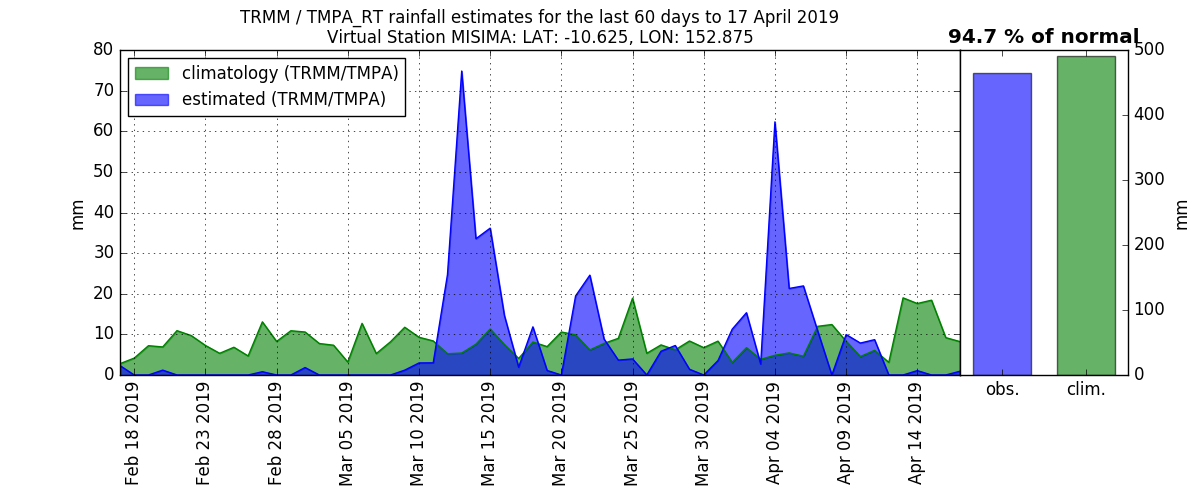 TRMM / TMPA_RT rainfall estimates for the last 60 days to 17 April 2019
Virtual Station MISIMA: LAT: -10.625, LON: 152.875
94.7 % of normal
climatology (TRMM/TMPA)
estimated (TRMM/TMPA)
80
70
60
50
40
30
20
10
0
mm
Feb 18 2019
Feb 23 2019
Feb 28 2019
Mar 05 2019
Mar 10 2019
Mar 15 2019
Mar 20 2019
Mar 25 2019
Mar 30 2019
Apr 04 2019
Apr 09 2019
Apr 14 2019
500
400
300
200
100
0
mm
obs.
clim.